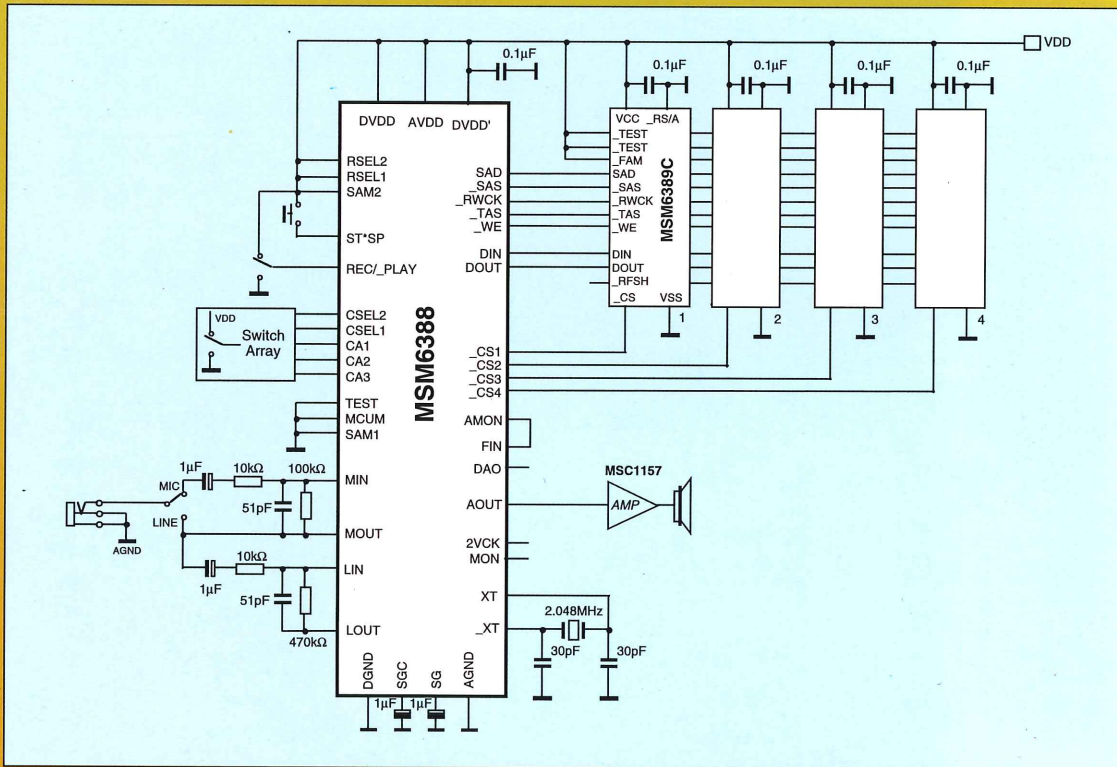 VDD
0.1µF
0.1µF
0.1µF
0.1µF
0.1µF
DVDD
AVDD
DVDD'
RSEL2
RSEL1
SAM2
ST*SP
REC/_PLAY
VDD
Switch
Array
CSEL2
CSEL1
CA1
CA2
CA3
TEST
MCUM
SAM1
MSM6388
SAD
_SAS
_RWCK
_TAS
_WE
DIN
DOUT
_CS1
_CS2
_CS3
_CS4
AMON
FIN
DAO
AOUT
2VCK
MON
XT
_XT
VCC
_RS/A
_TEST
_TEST
_FAM
SAD
_SAS
_RWCK
_TAS
_WE
DIN
DOUT
_RFSH
_CS
VSS
MSM6389C
1
2
3
4
MSC1157
AMP
2.048MHz
30pF
30pF
1µF
10kΩ
100kΩ
MIC
51pF
MIN
LINE
MOUT
AGND
10kΩ
LIN
1µF
51pF
LOUT
470kΩ
DGND
SGC
SG
AGND
1µF
1µF